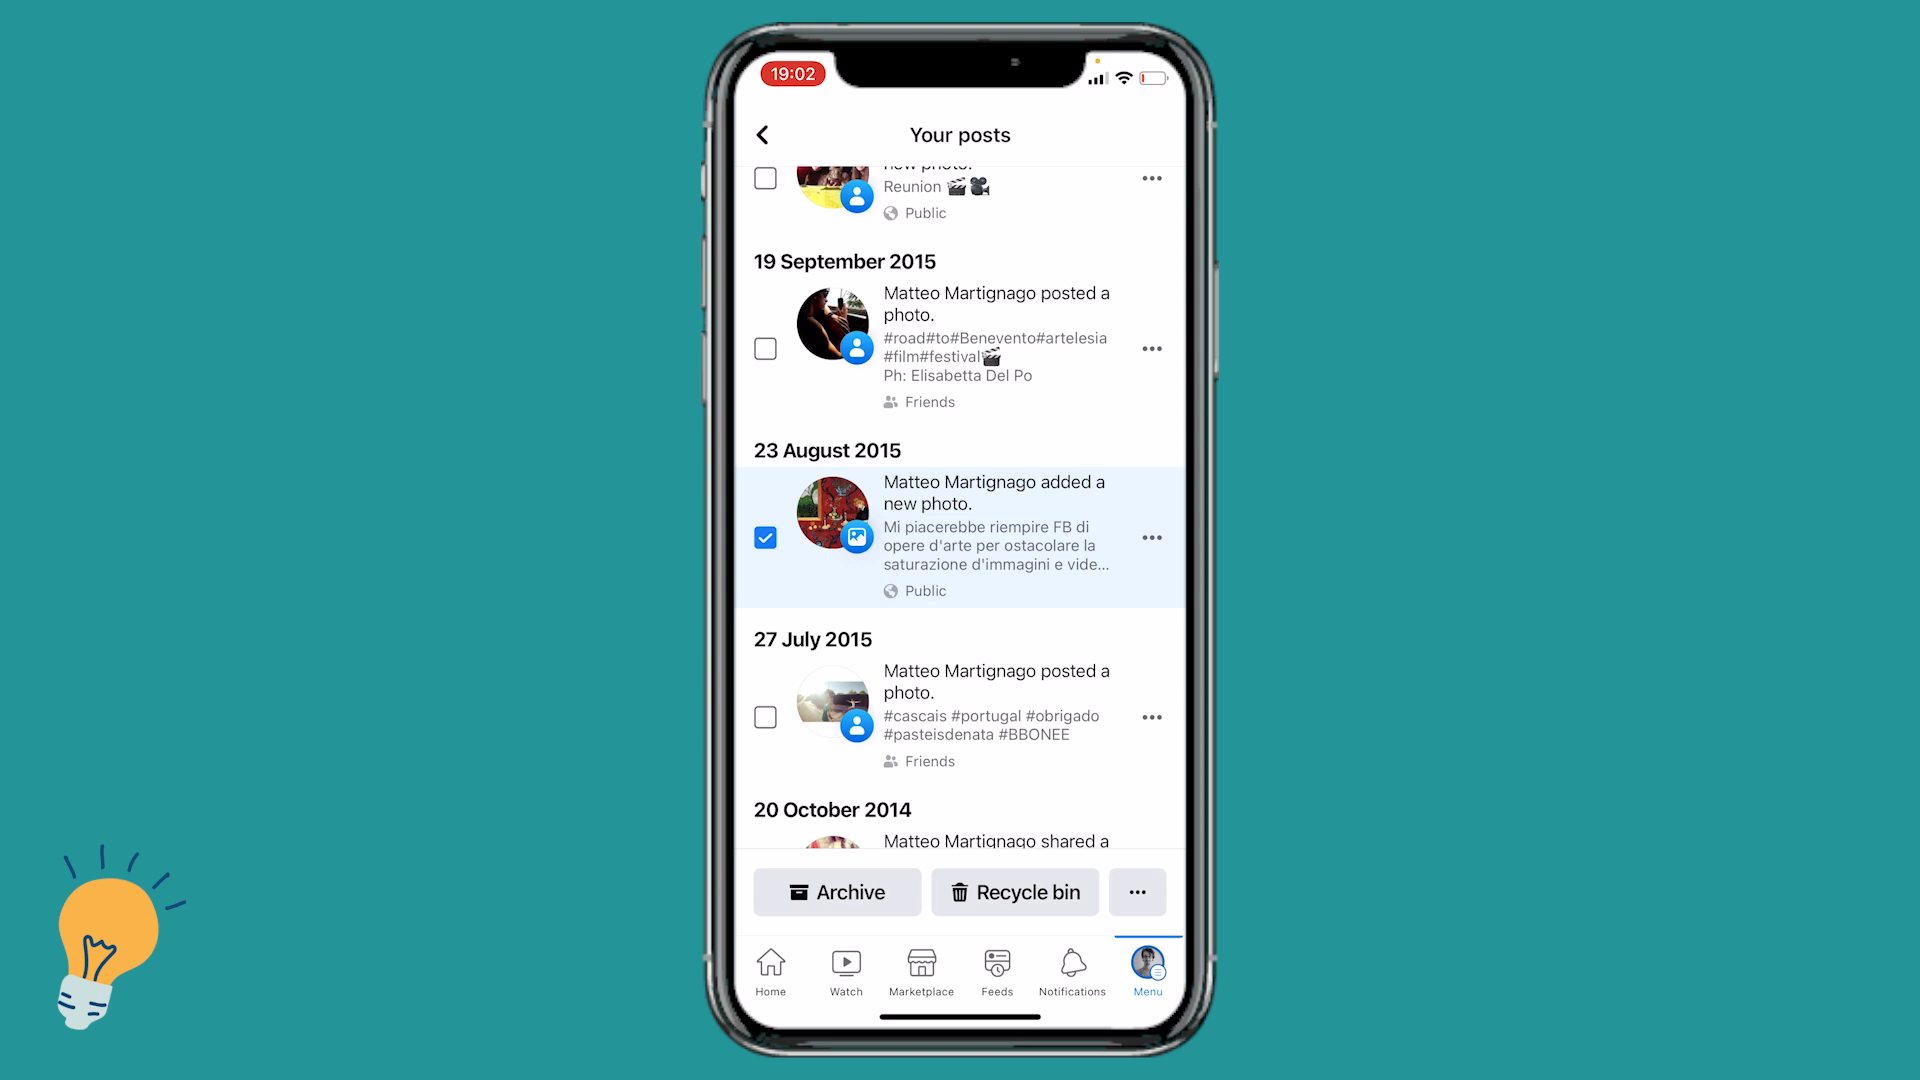 19:02
Your posts
new photo.
Reunion
Public
19 September 2015
Matteo Martignago posted a
photo.
#road#to#Benevento#artelesia
#film#festival
Ph: Elisabetta Del Po
Friends
23 August 2015
Matteo Martignago added a
new photo.
Mi piacerebbe riempire FB di
opere d'arte per ostacolare la
saturazione d'immagini e vide...
Public
27 July 2015
Matteo Martignago posted a
photo.
#cascais #portugal #obrigado
#pasteisdenata #BBONEE
Friends
20 October 2014
Matteo Martignago shared a
Archive
Recycle bin
Home
Watch
Marketplace
Feeds
Notifications
Menu